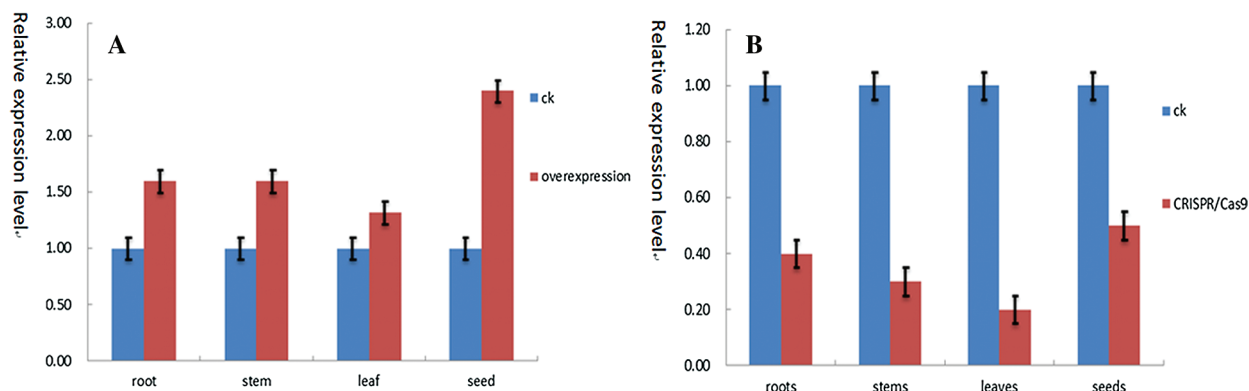 Relative expression level
A
3.00
2.50
2.00
1.50
1.00
0.50
0.00
root stem leaf seed
ck
overexpression
Relative expression level
B
1.20
1.00
0.80
0.60
0.40
0.20
0.00
roots stems leaves seeds
ck
CRISPR/Cas9